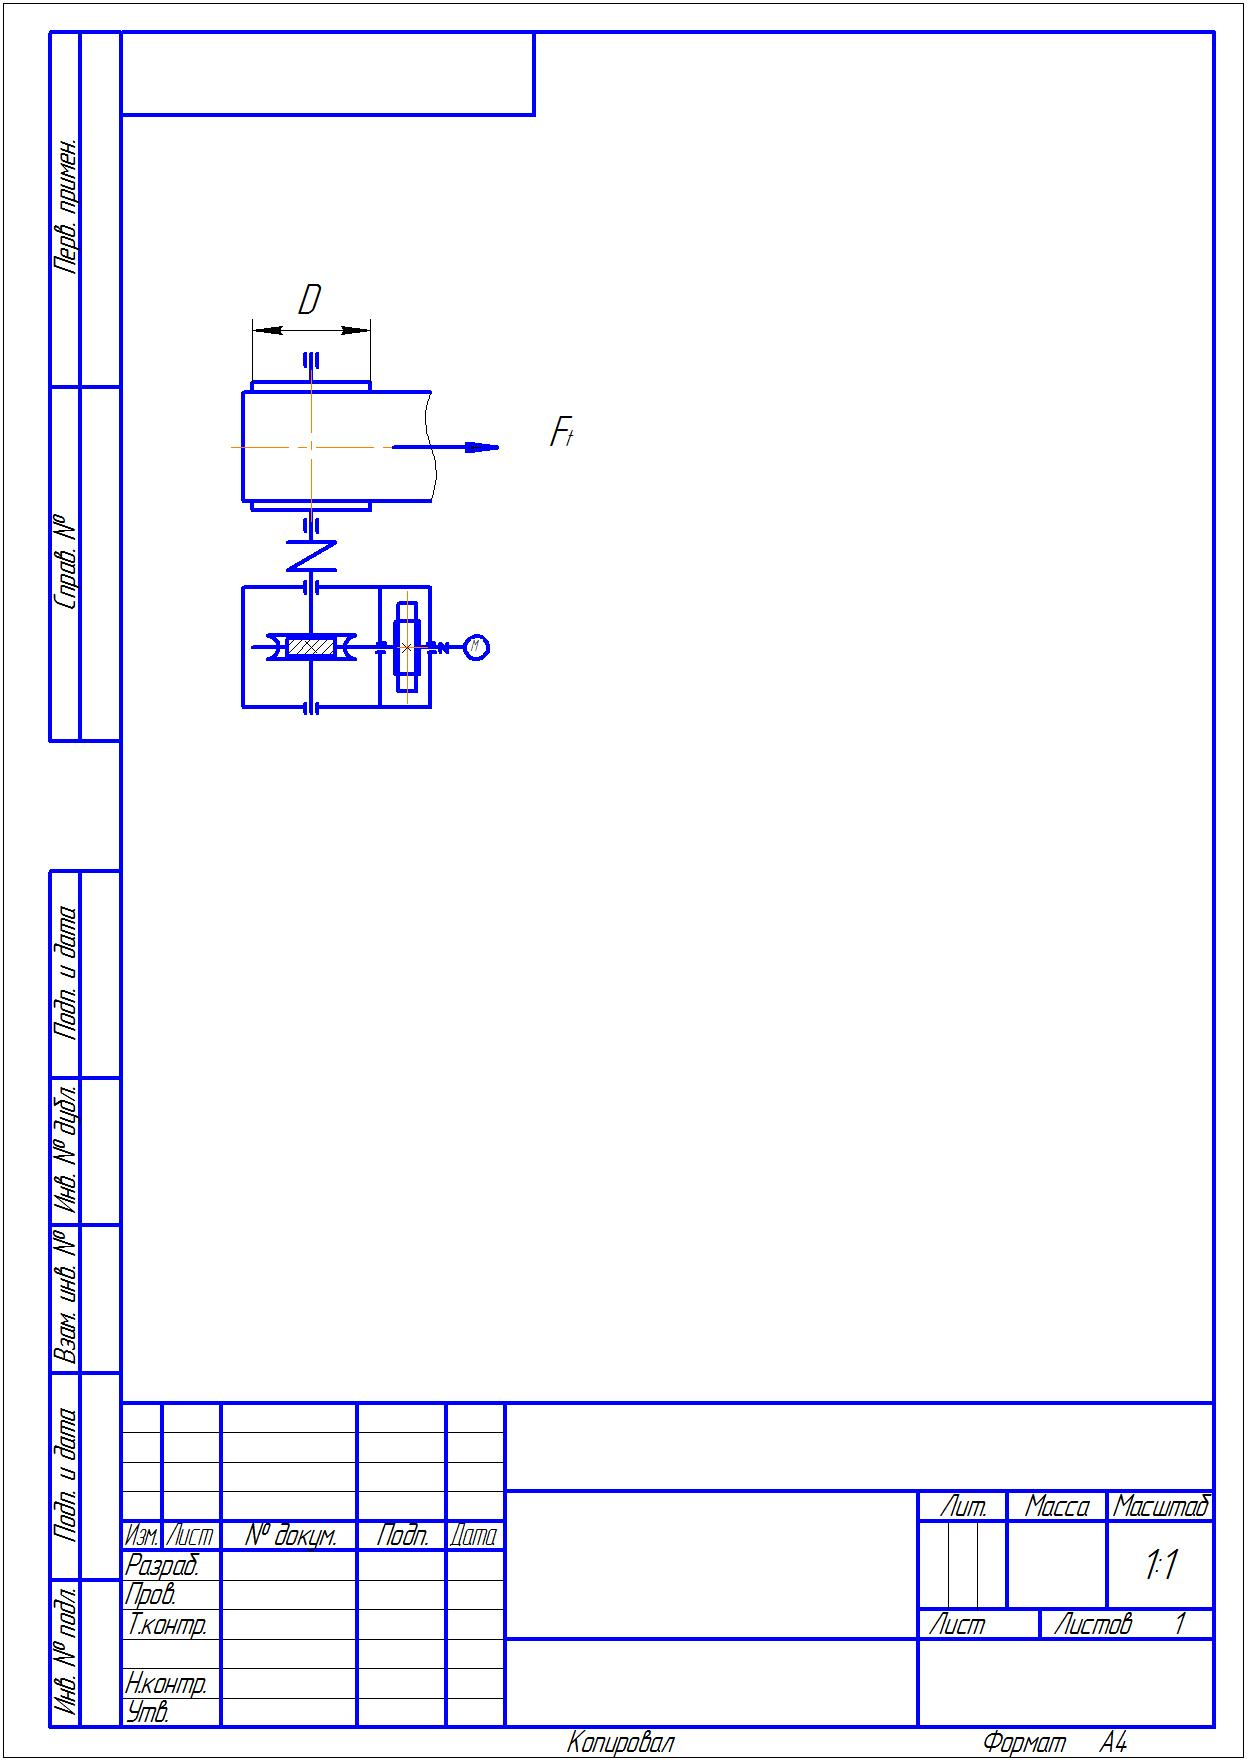 Перв. примен.
Справ. №
Подп. и дата
Инв. № дубл.
Взам. инв. №
Подп. и дата
Инв. № подл.
D
Ft
М
Изм. Лист № докум. Подп. Дата
Разраб.
Пров.
Т.контр.
Н.контр.
Утв.
Лит. Масса Масштаб
1:1
Лист Листов 1
Копировал Формат А4